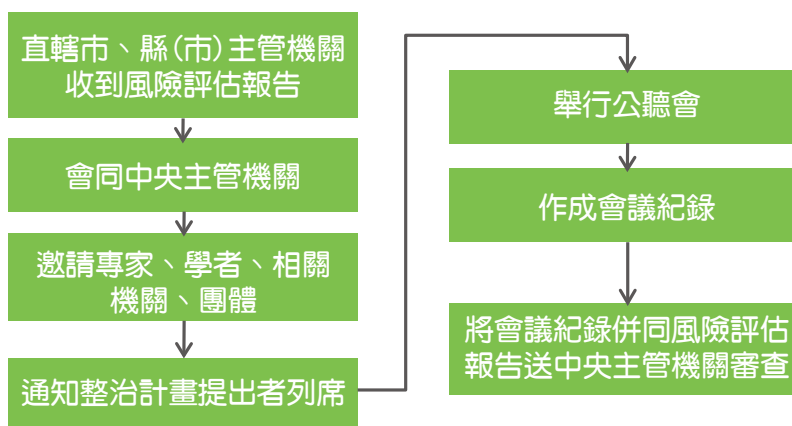 直轄市、縣(市)主管機關
收到風險評估報告
會同中央主管機關
邀請專家、學者、相關
機關、團體
通知整治計畫提出者列席
舉行公聽會
作成會議紀錄
將會議紀錄併同風險評估
報告送中央主管機關審查